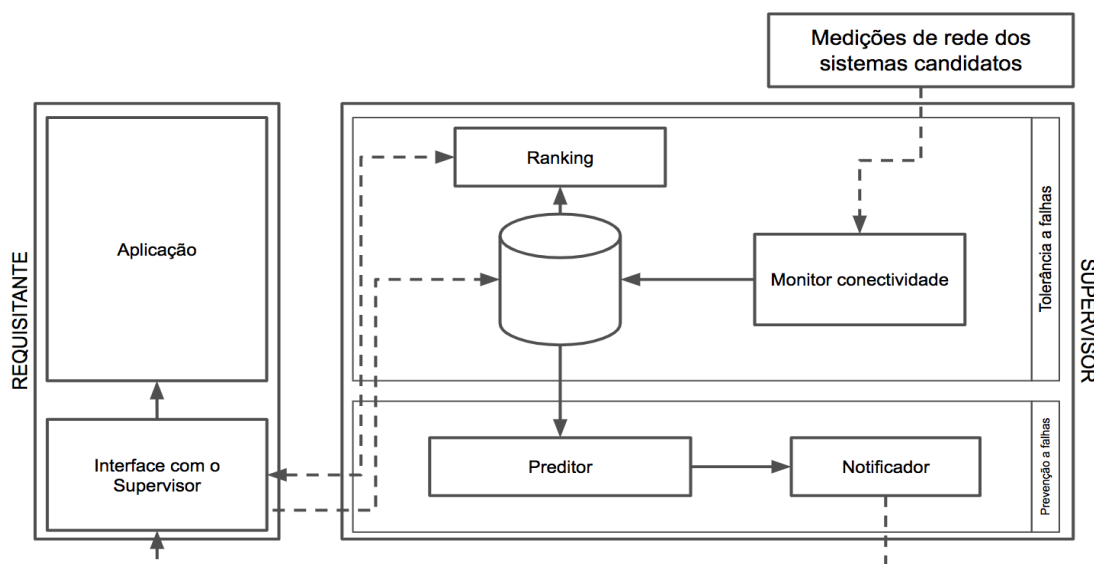 Medições de rede dos
sistemas candidatos
REQUISITANTE
Aplicação
Interface com o
Supervisor
SUPERVISOR
Tolerância a falhas
Ranking
Monitor conectividade
Prevenção a falhas
Preditor
Notificador